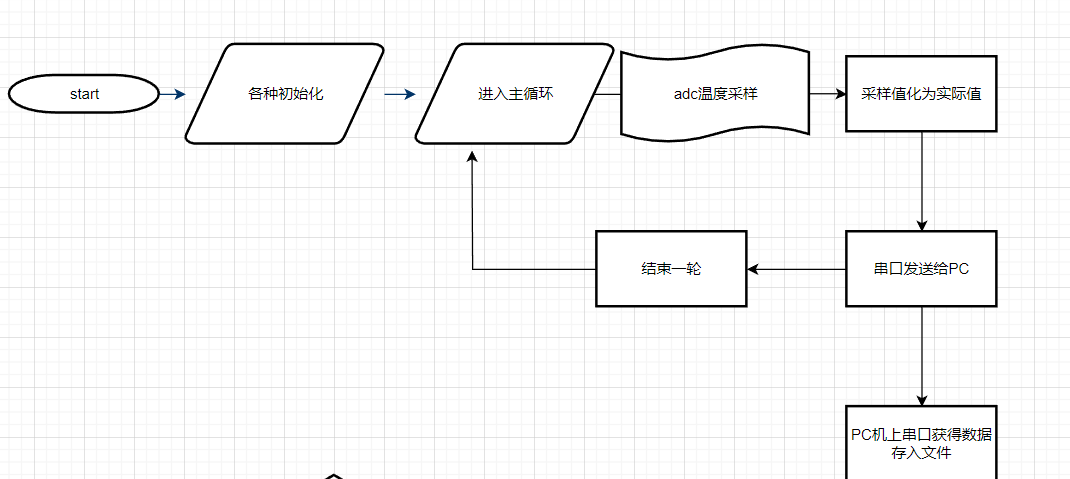 start
各种初始化
进入主循环
adc温度采样
采样值化为实际值
结束一轮
串口发送给PC
PC机上串口获得数据
存入文件